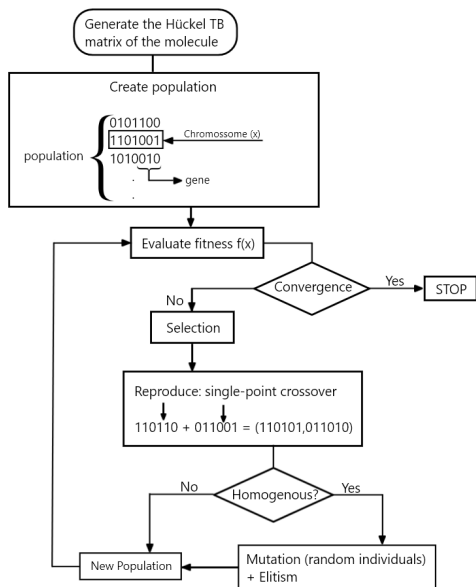 Generate the Hückel TB
matrix of the molecule
Create population
0101100
1101001
Chromossome (x)
population
1010010
.
gene
.
Evaluate fitness f(x)
Convergence
Yes
STOP
No
Selection
Reproduce: single-point crossover
110110 + 011001 = (110101,011010)
No
Homogenous?
Yes
New Population
Mutation (random individuals)
+ Elitism